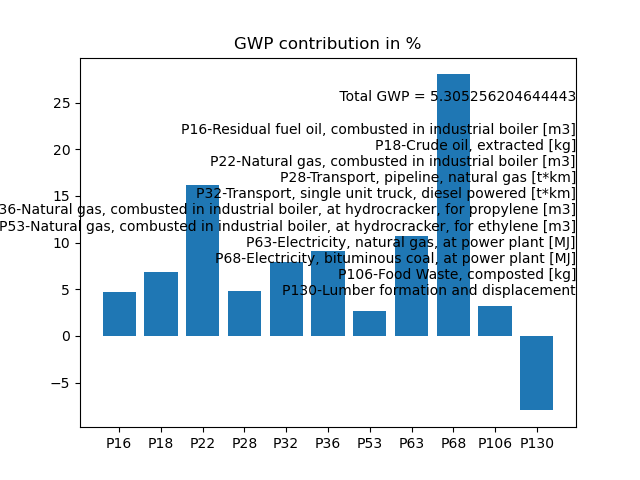 GWP contribution in %
25
20
15
10
5
0
−5
Total GWP = 5.305256204644443
P16-Residual fuel oil, combusted in industrial boiler [m3]
P18-Crude oil, extracted [kg]
P22-Natural gas, combusted in industrial boiler [m3]
P28-Transport, pipeline, natural gas [t*km]
P32-Transport, single unit truck, diesel powered [t*km]
36-Natural gas, combusted in industrial boiler, at hydrocracker, for propylene [m3]
P53-Natural gas, combusted in industrial boiler, at hydrocracker, for ethylene [m3]
P63-Electricity, natural gas, at power plant [MJ]
P68-Electricity, bituminous coal, at power plant [MJ]
P106-Food Waste, composted [kg]
P130-Lumber formation and displacement
P16 P18 P22 P28 P32 P36 P53 P63 P68 P106 P130